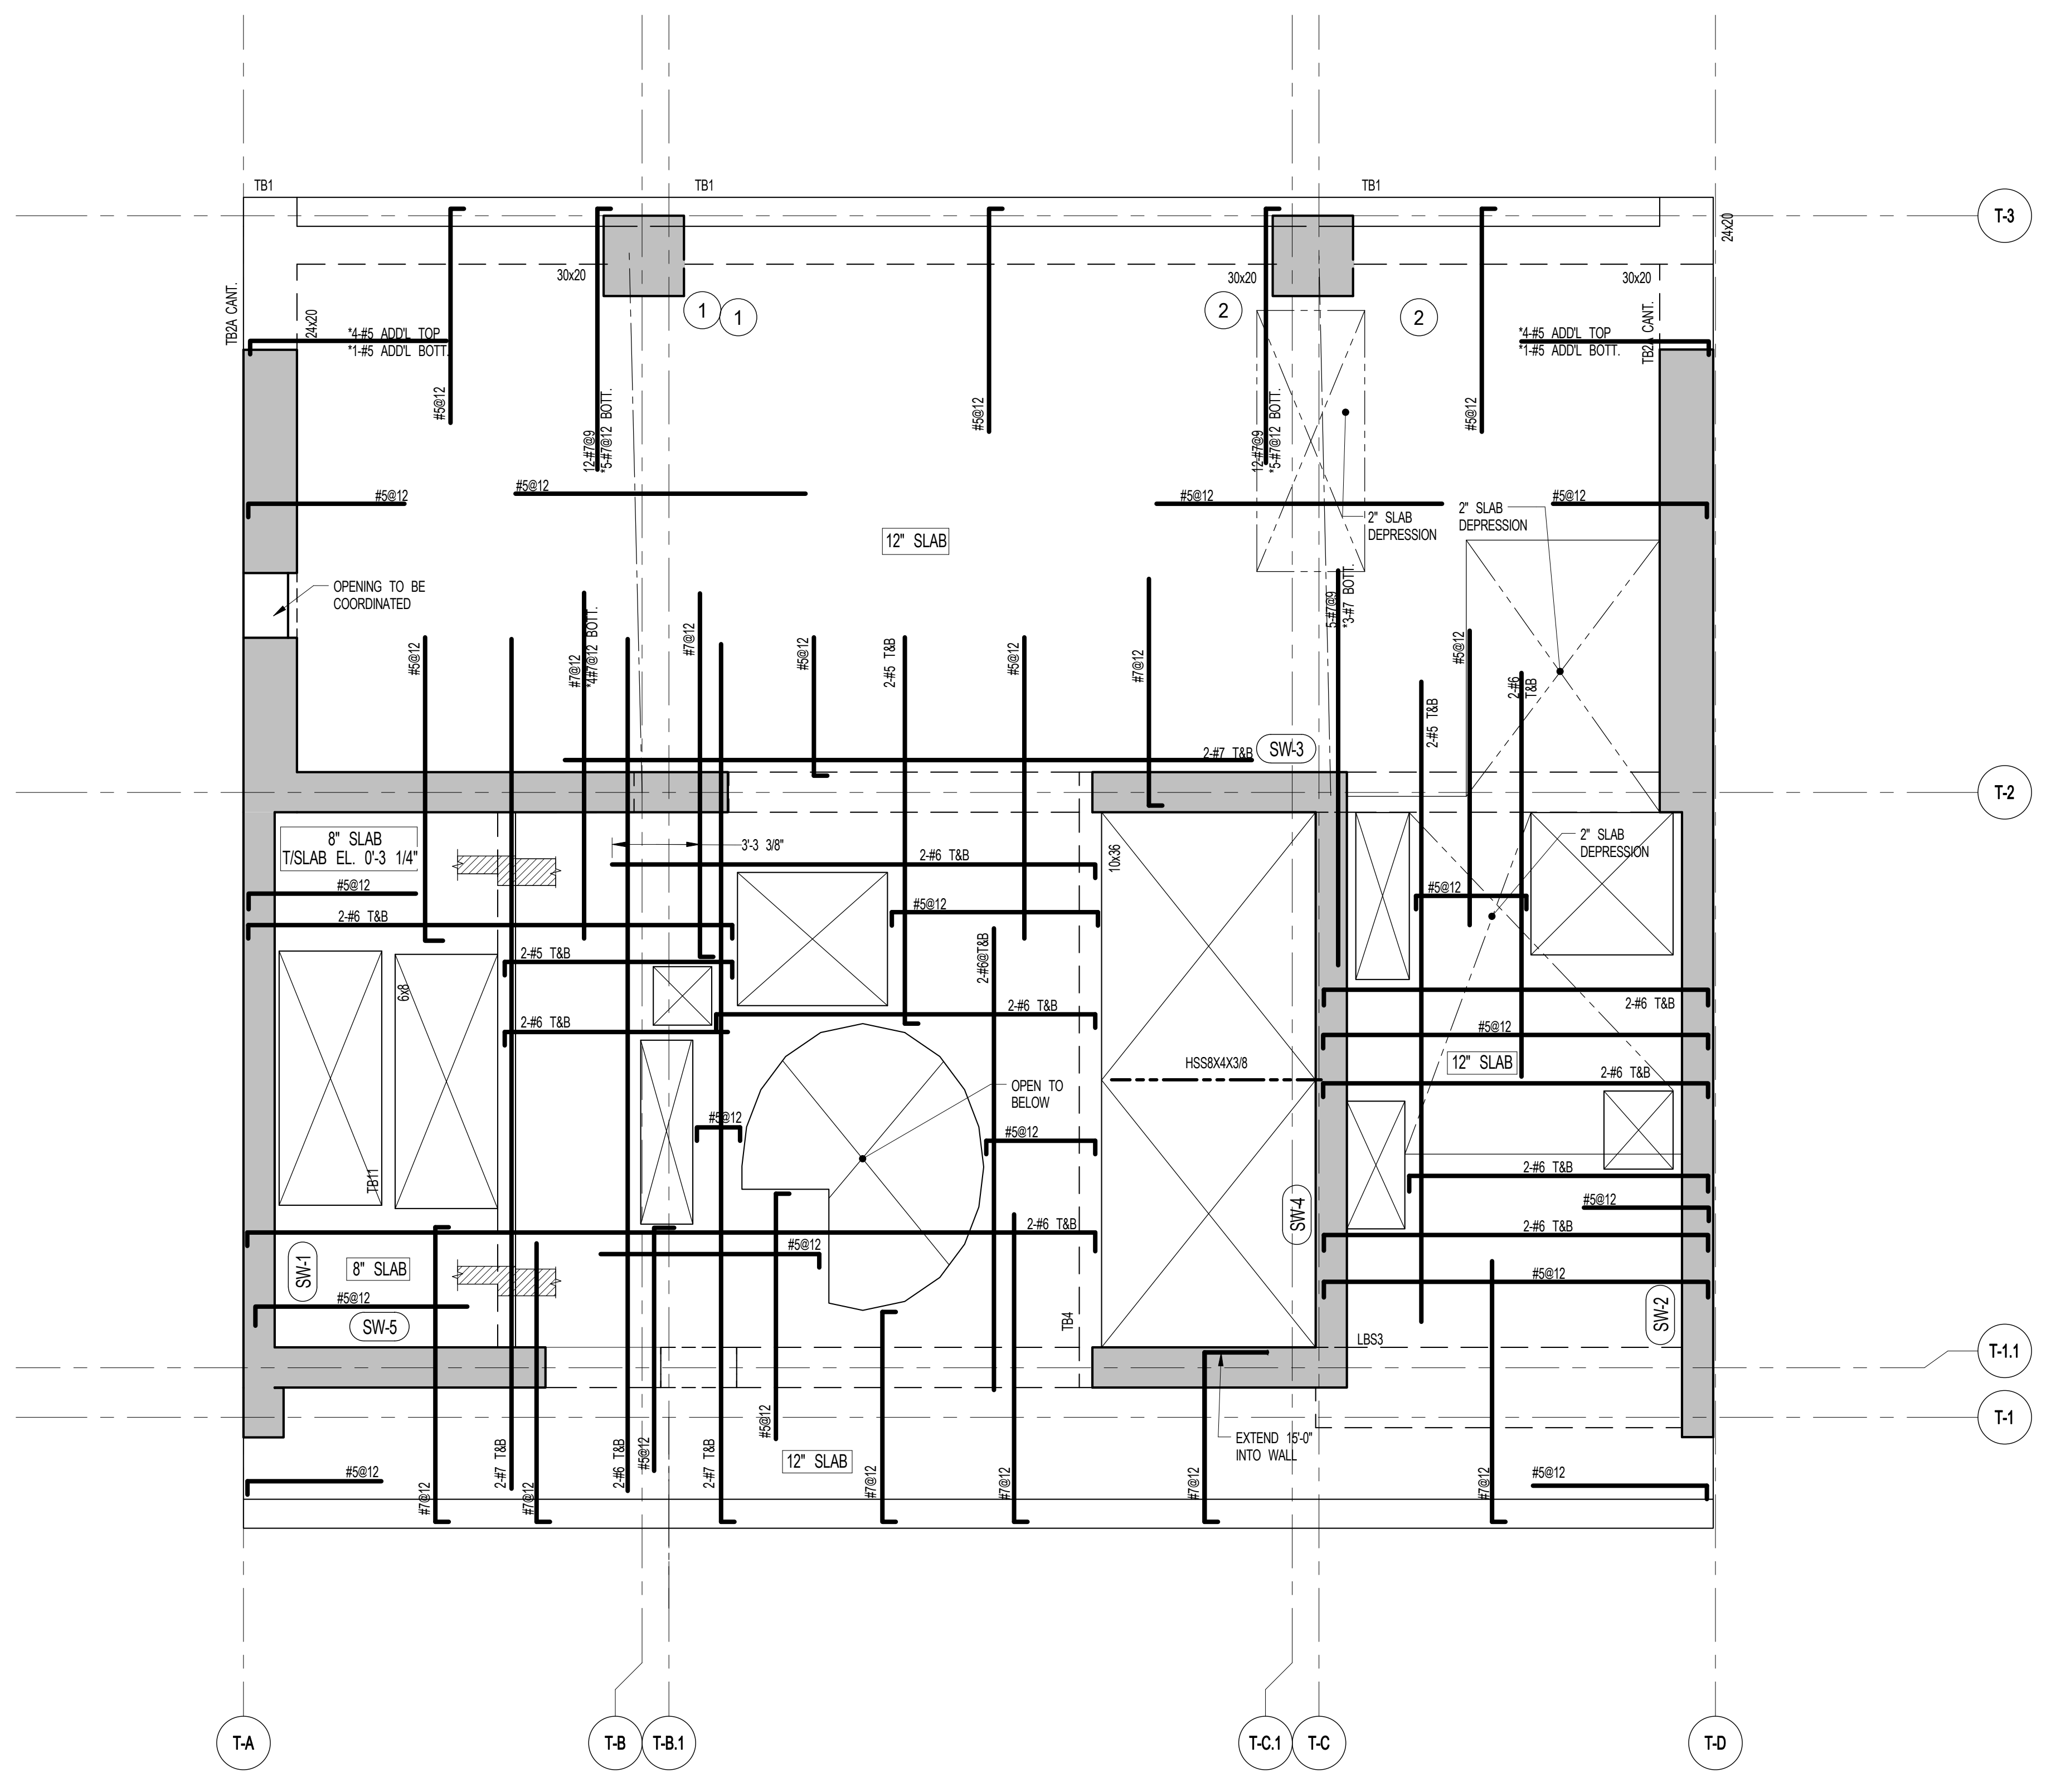 TB1
TB1
TB1
T-3
24x20
TB2A CANT.
24x20
30x20
30x20
30x20
TB2A CANT.
1
1
2
2
*4-#5 ADD'L TOP
*1-#5 ADD'L BOTT.
*4-#5 ADD'L TOP
*1-#5 ADD'L BOTT.
#5@12
12-#7@9
*5-#7@12 BOTT.
#5@12
12-#7@9
*5-#7@12 BOTT.
#5@12
#5@12
#5@12
#5@12
#5@12
2" SLAB
DEPRESSION
2" SLAB
DEPRESSION
12" SLAB
OPENING TO BE
COORDINATED
#5@12
#7@12
*4#7@12 BOTT.
#7@12
#5@12
2-#5 T&B
#5@12
#7@12
5-#7@9
*3-#7 BOTT.
#5@12
2-#6
T&B
2-#5 T&B
2-#7 T&B
SW-3
T-2
8" SLAB
T/SLAB EL. 0'-3 1/4"
3'-3 3/8"
2-#6 T&B
10x36
2" SLAB
DEPRESSION
#5@12
#5@12
#5@12
2-#6 T&B
2-#5 T&B
2-#6@T&B
6x8
2-#6 T&B
2-#6 T&B
2-#6 T&B
#5@12
12" SLAB
HSS8X4X3/8
2-#6 T&B
OPEN TO
BELOW
#5@12
#5@12
TB11
2-#6 T&B
#5@12
SW-4
2-#6 T&B
2-#6 T&B
#5@12
#5@12
SW-1
8" SLAB
#5@12
SW-5
TB4
LBS3
SW-2
T-1.1
T-1
#5@12
12" SLAB
EXTEND 15'-0"
INTO WALL
#5@12
#7@12
2-#7 T&B
#7@12
2-#6 T&B
#5@12
2-#7 T&B
#7@12
#7@12
#7@12
#7@12
#5@12
T-A
T-B
T-B.1
T-C.1
T-C
T-D